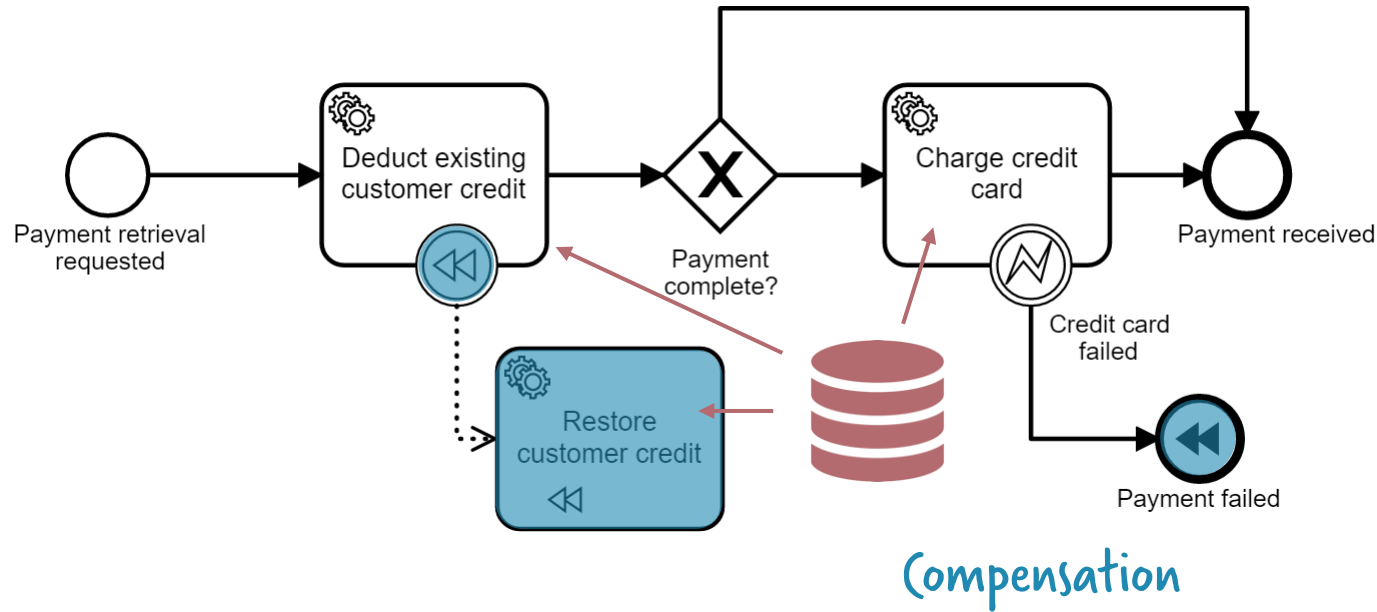 Payment retrieval
requested
Deduct existing
customer credit
Payment
complete?
Charge credit
card
Payment received
Credit card
failed
Restore
customer credit
Payment failed
Compensation